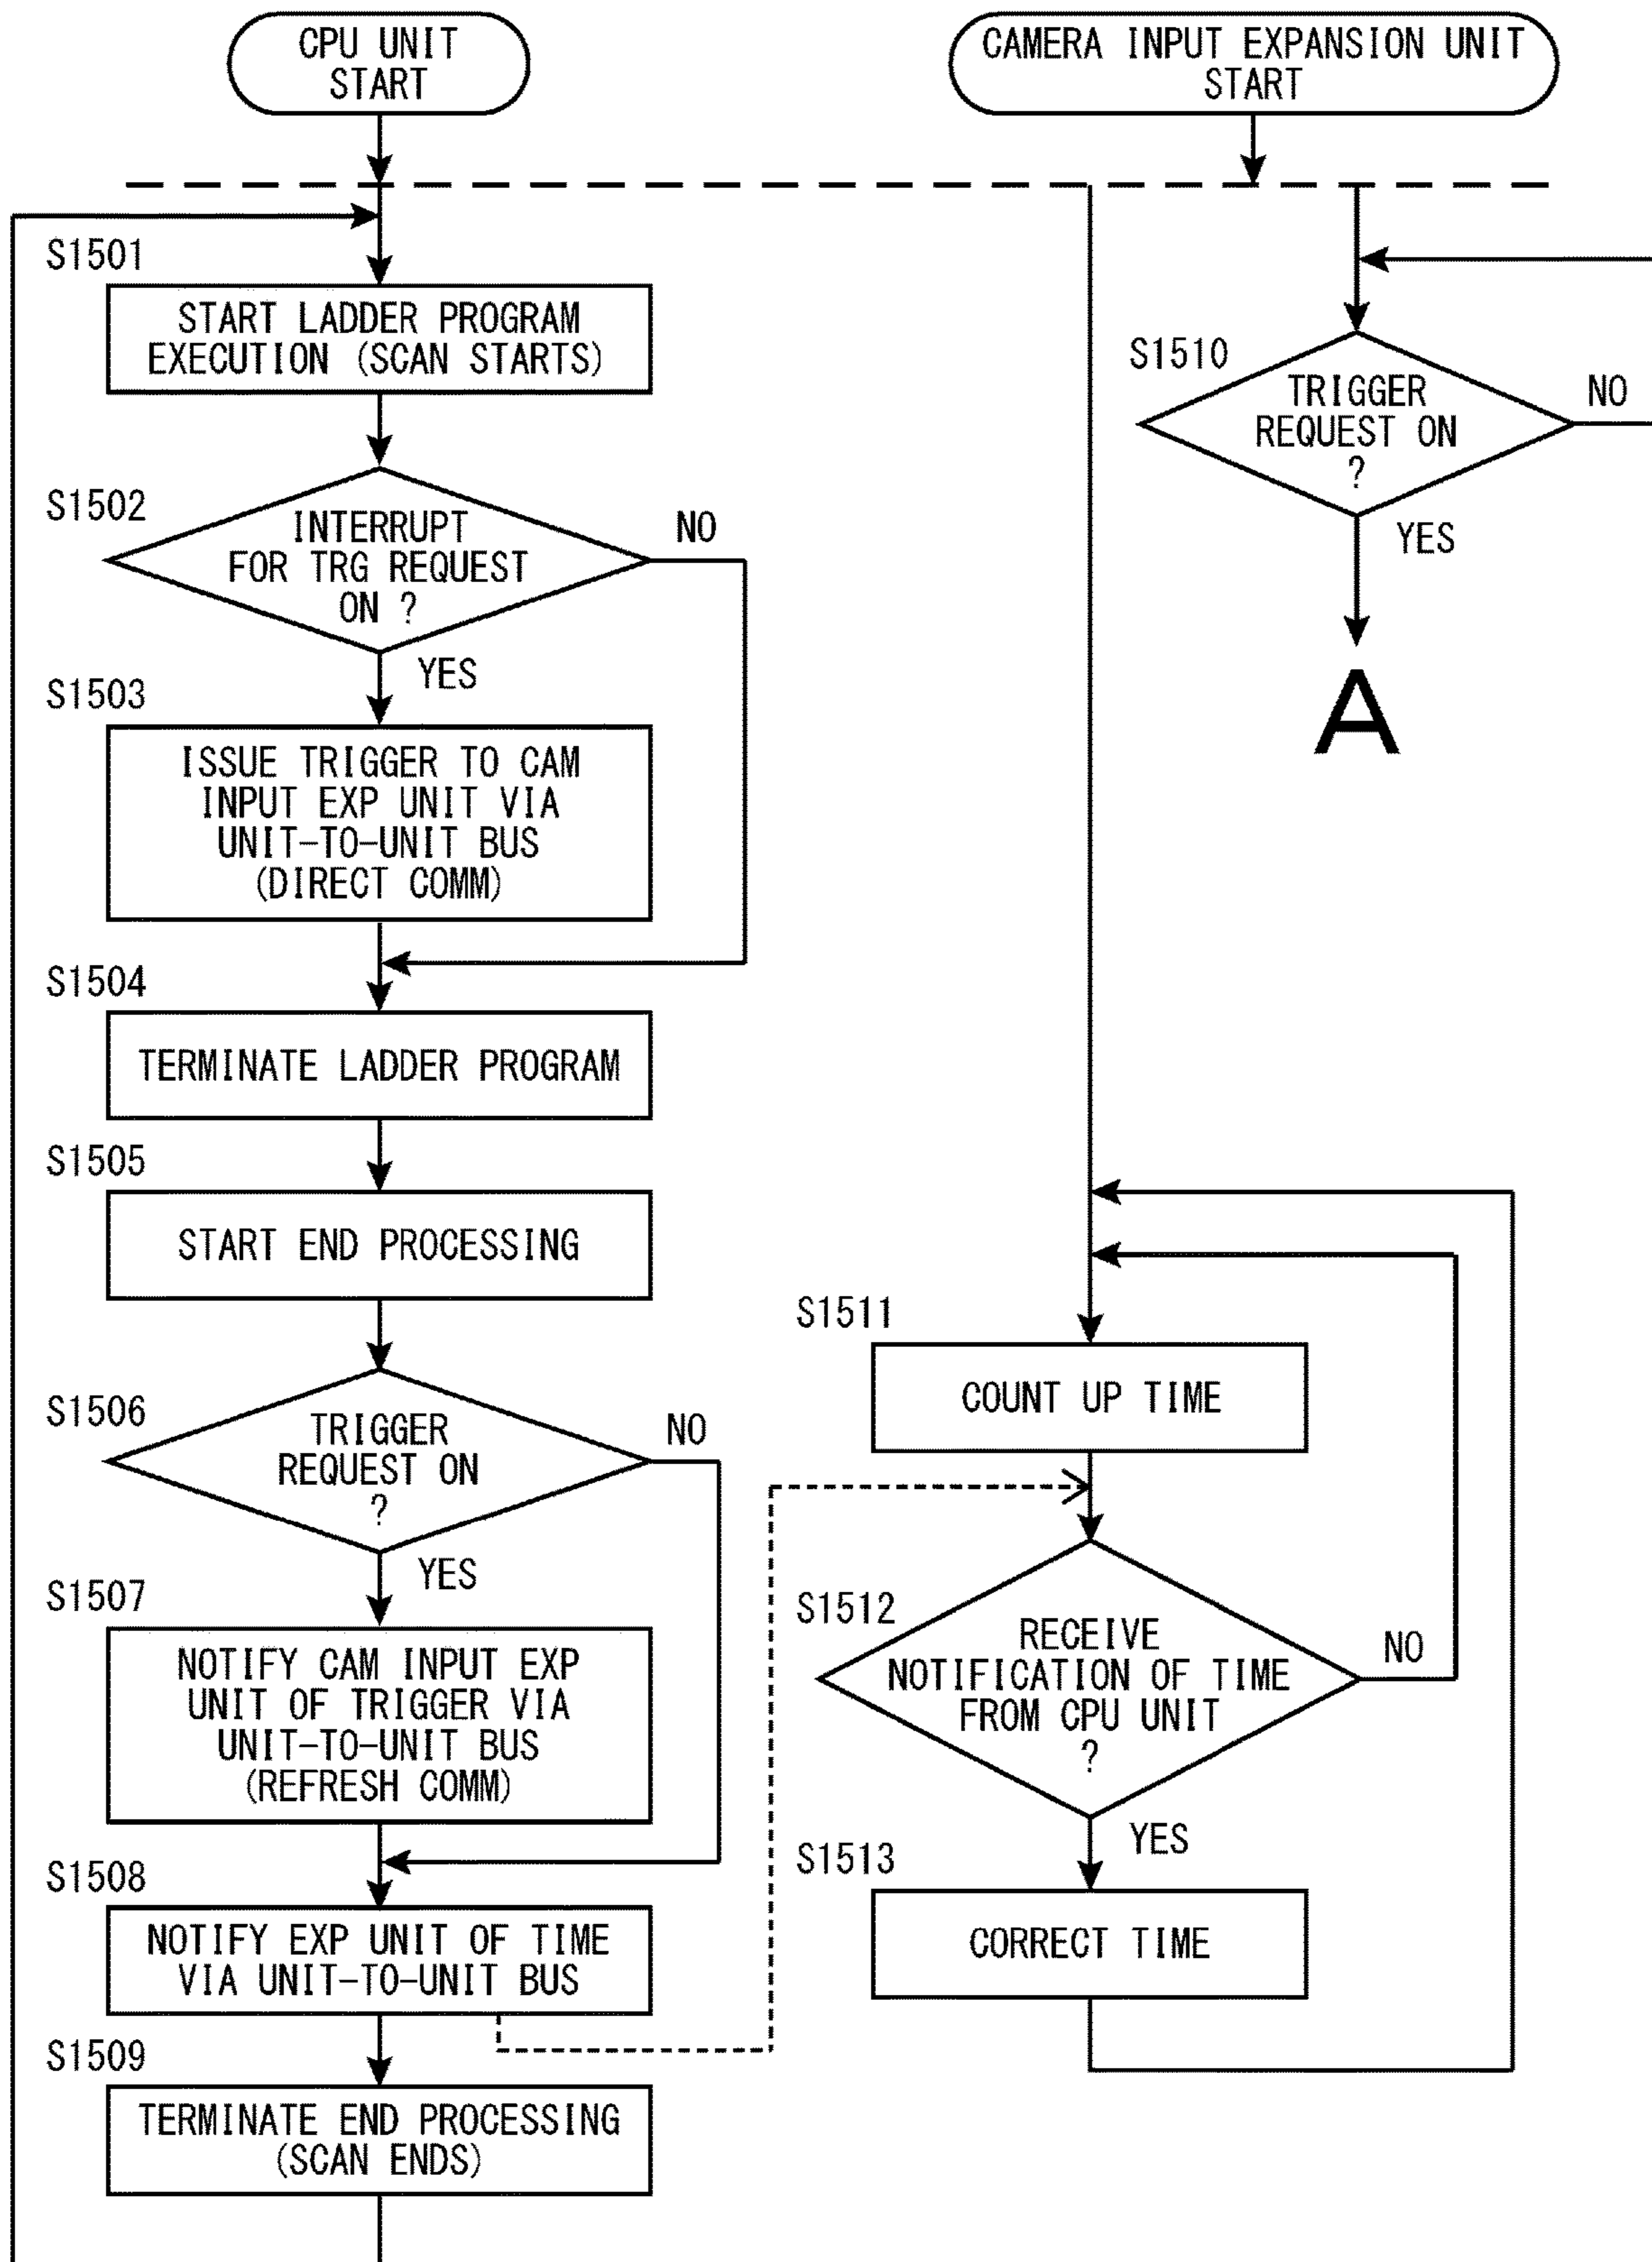 CPU UNIT
START
S1501
START LADDER PROGRAM
EXECUTION (SCAN STARTS)
S1502
INTERRUPT
FOR TRG REQUEST
ON ?
NO
YES
S1503
ISSUE TRIGGER TO CAM
INPUT EXP UNIT VIA
UNIT-TO-UNIT BUS
(DIRECT COMM)
S1504
TERMINATE LADDER PROGRAM
S1505
START END PROCESSING
S1506
TRIGGER
REQUEST ON
?
NO
YES
S1507
NOTIFY CAM INPUT EXP
UNIT OF TRIGGER VIA
UNIT-TO-UNIT BUS
(REFRESH COMM)
S1508
NOTIFY EXP UNIT OF TIME
VIA UNIT-TO-UNIT BUS
S1509
TERMINATE END PROCESSING
(SCAN ENDS)
CAMERA INPUT EXPANSION UNIT
START
S1510
TRIGGER
REQUEST ON
?
NO
YES
A
S1511
COUNT UP TIME
S1512
RECEIVE
NOTIFICATION OF TIME
FROM CPU UNIT
?
NO
YES
S1513
CORRECT TIME